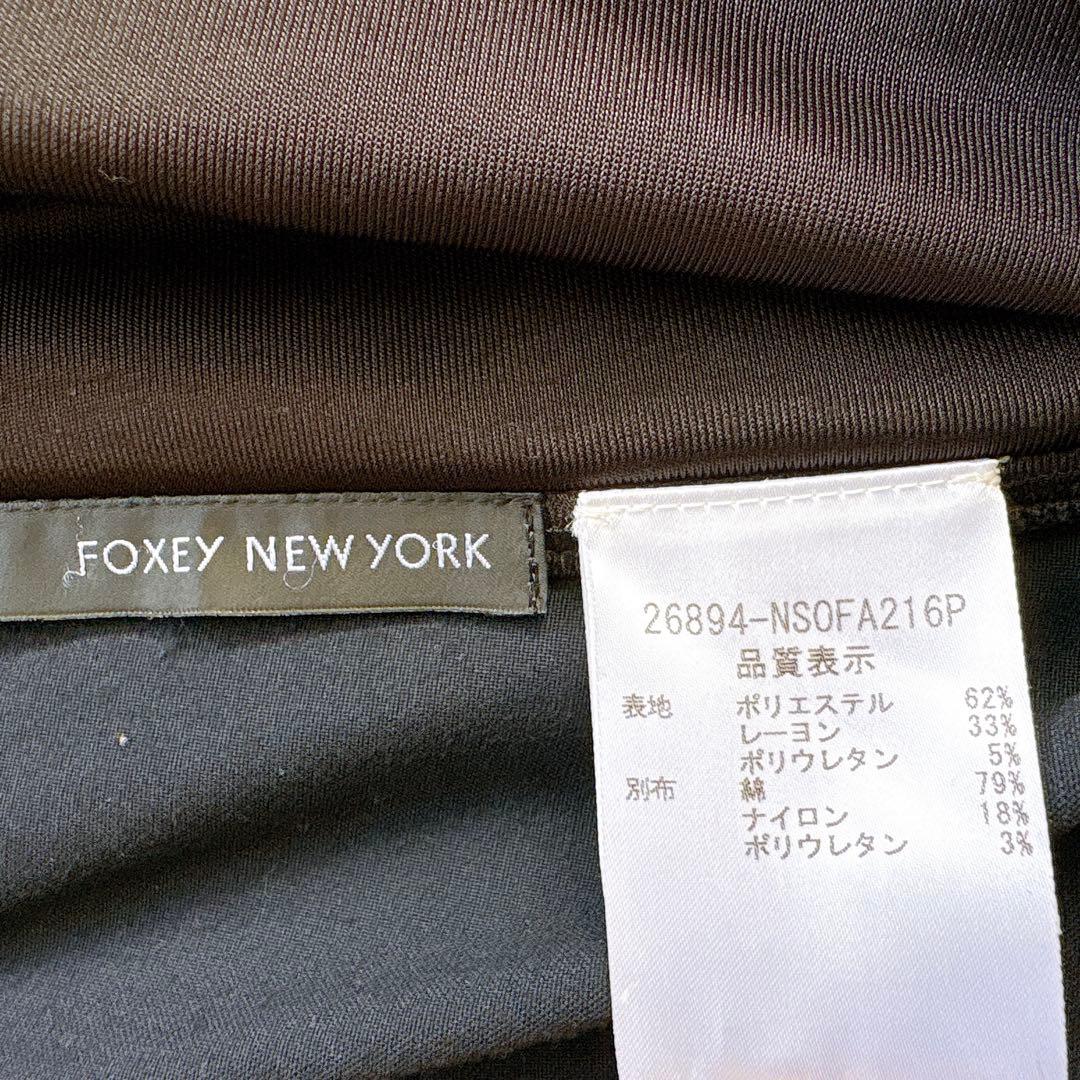 FOXEY NEW YORK
26894-NSOFA216P
品質表示
表地 ポリエステル 62%
レーヨン 33%
ポリウレタン 5%
別布 綿 79%
ナイロン 18%
ポリウレタン 3%